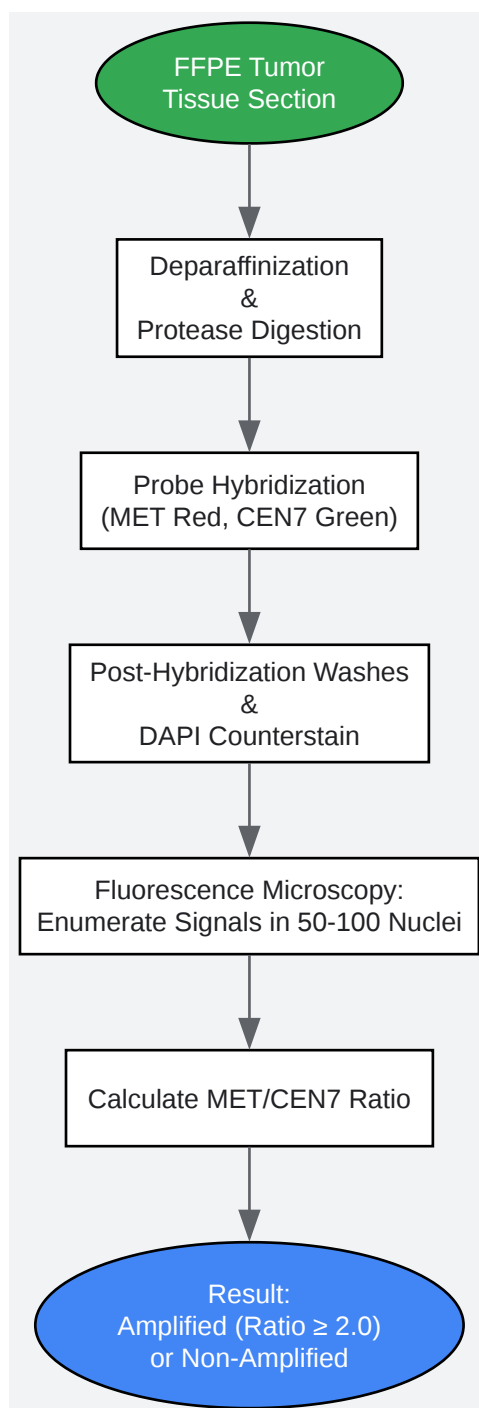 FFPE Tumor
Tissue Section
Deparaffinization
&
Protease Digestion
Probe Hybridization
(MET Red, CEN7 Green)
Post-Hybridization Washes
&
DAPI Counterstain
Fluorescence Microscopy:
Enumerate Signals in 50-100 Nuclei
Calculate MET/CEN7 Ratio
Result:
Amplified (Ratio ≥ 2.0)
or Non-Amplified